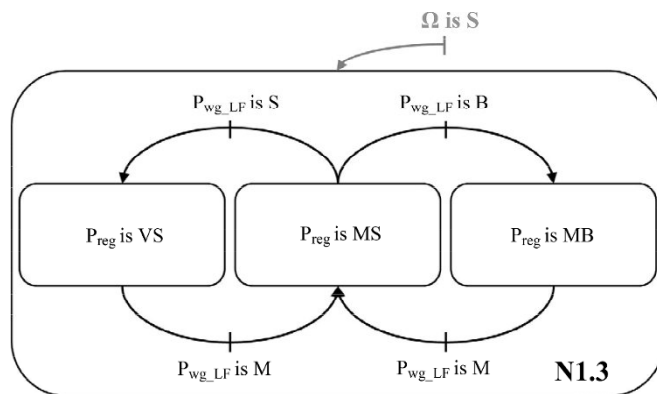 Ω is S
P_wg_LF is S P_wg_LF is B
P_reg is VS P_reg is MS P_reg is MB
P_wg_LF is M P_wg_LF is M
N1.3